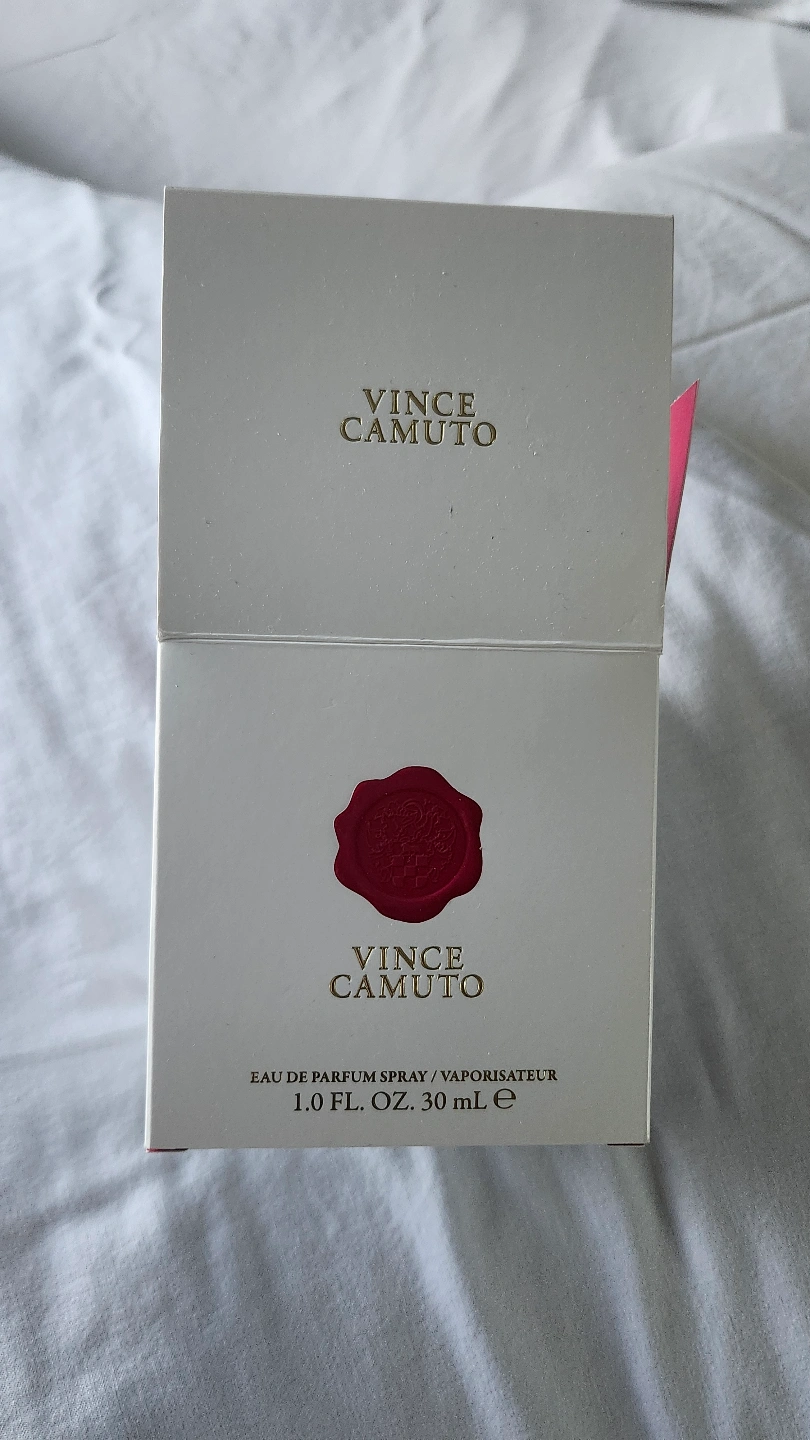 VINCE
CAMUTO
VINCE
CAMUTO
EAU DE PARFUM SPRAY / VAPORISATEUR
1.0 FL. OZ. 30 mL ℮